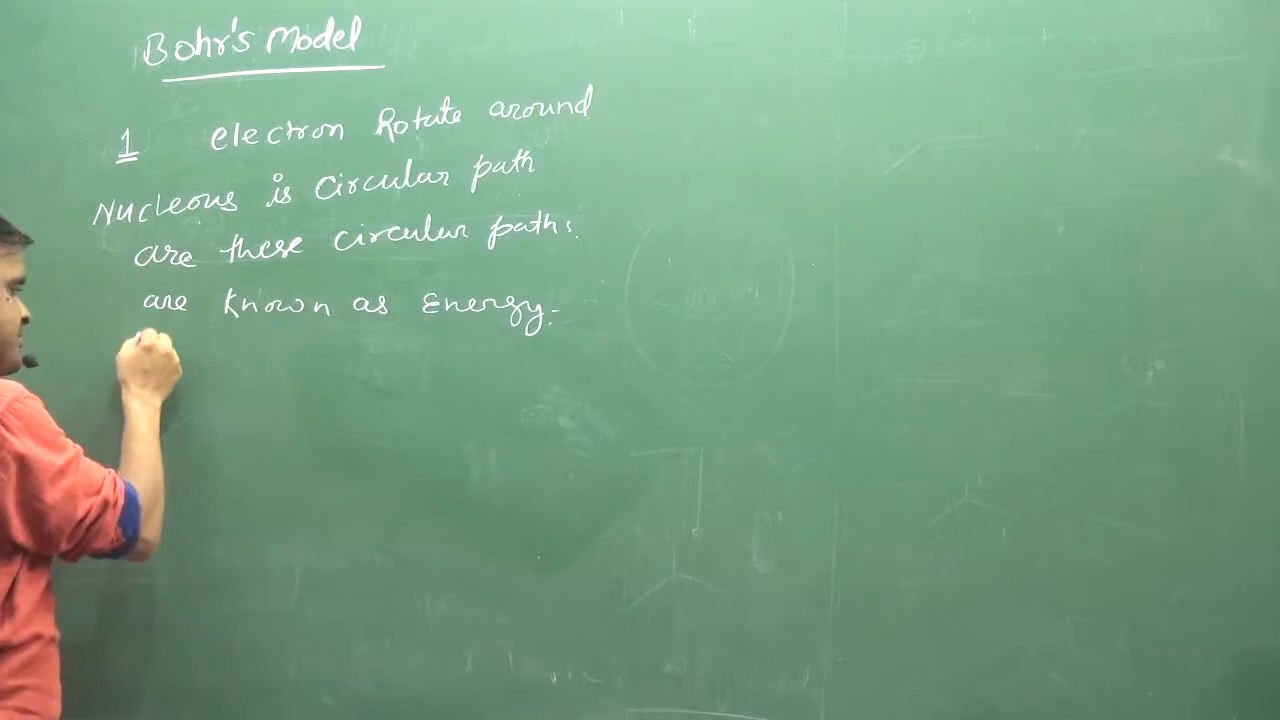 Bohr's Model
1 electron Rotate around
Nucleous is Circular path
are these circular paths.
are known as Energy.-